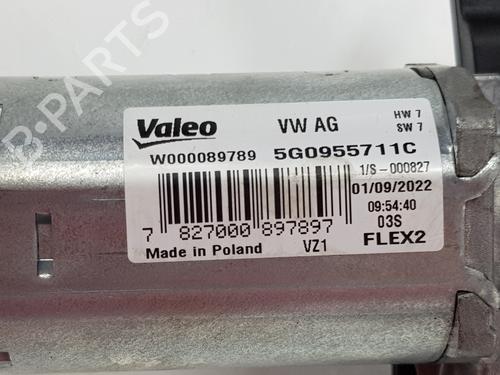 Valeo VW AG HW 7
SW 7
W000089789 5G0955711C
1/S-000827
01/09/2022
09:54:40
03S
7 827000 897897
Made in Poland VZ1 FLEX2
B-Parts